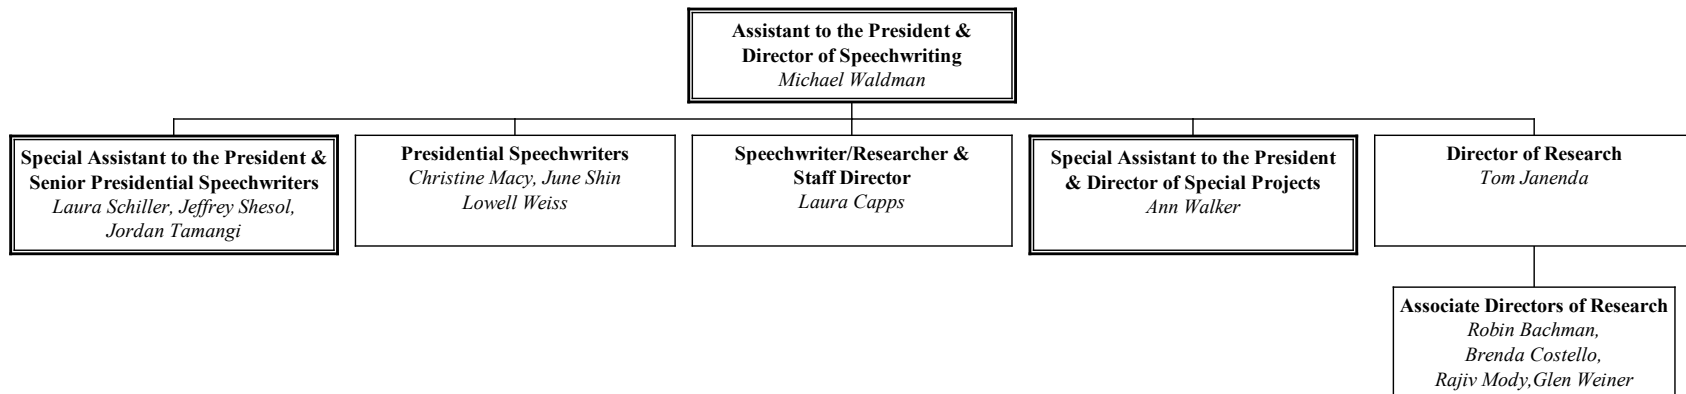 Assistant to the President &
Director of Speechwriting
Michael Waldman
Special Assistant to the President &
Senior Presidential Speechwriters
Laura Schiller, Jeffrey Shesol,
Jordan Tamangi
Presidential Speechwriters
Christine Macy, June Shin
Lowell Weiss
Speechwriter/Researcher &
Staff Director
Laura Capps
Special Assistant to the President
& Director of Special Projects
Ann Walker
Director of Research
Tom Janenda
Associate Directors of Research
Robin Bachman,
Brenda Costello,
Rajiv Mody,Glen Weiner